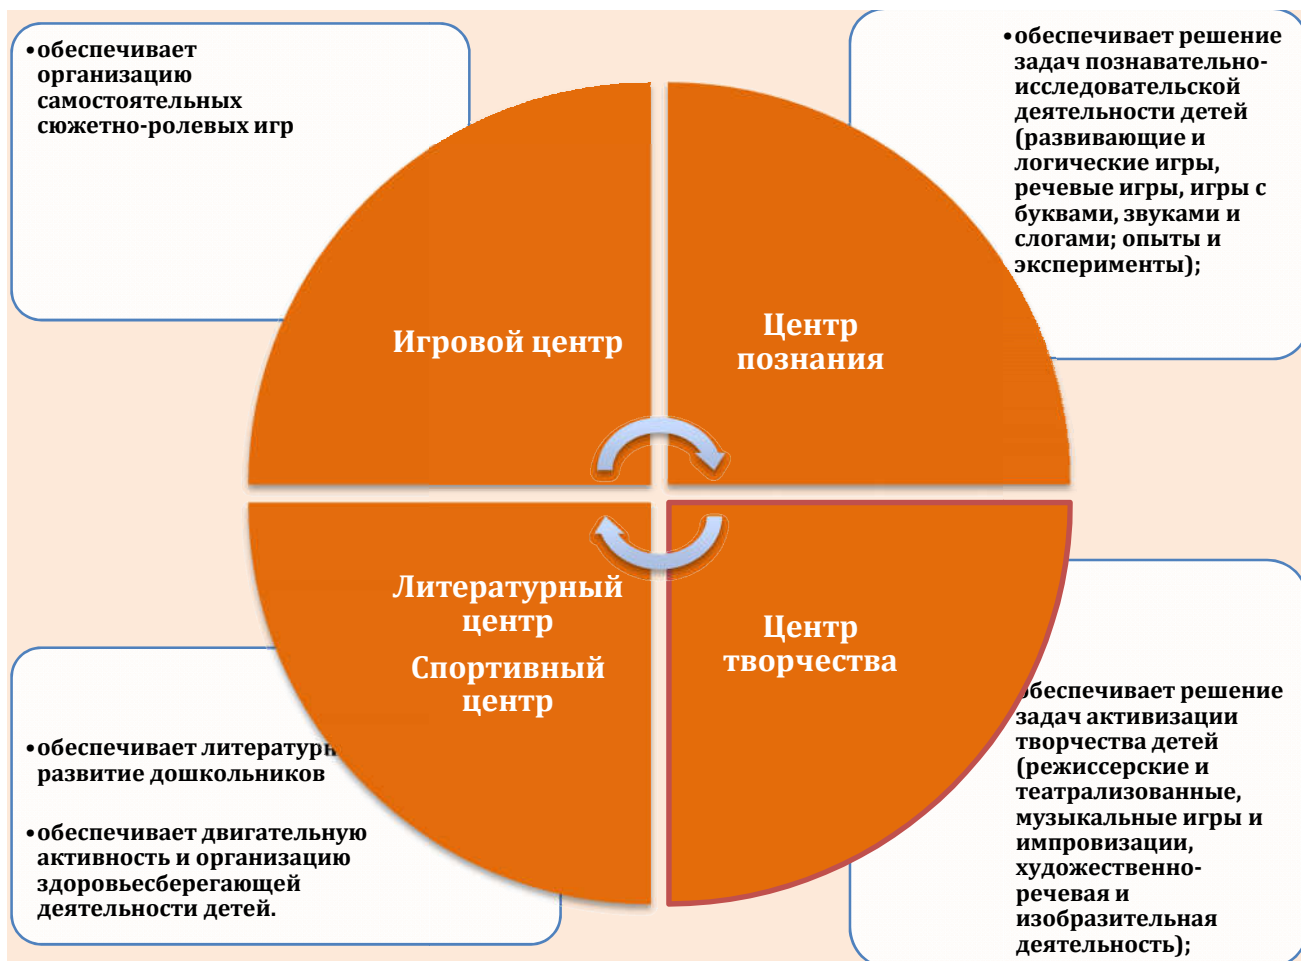 •обеспечивает
организацию
самостоятельных
сюжетно-ролевых игр
•обеспечивает решение
задач познавательно-
исследовательской
деятельности детей
(развивающие и
логические игры,
речевые игры, игры с
буквами, звуками и
слогами; опыты и
эксперименты);
Игровой центр
Центр
познания
Литературный
центр
Спортивный
центр
Центр
творчества
•обеспечивает
развитие дошкольников
•обеспечивает двигательную
активность и организацию
здоровьесберегающей
деятельности детей.
обеспечивает решение
задач активизации
творчества детей
(режиссерские и
театрализованные,
музыкальные игры и
импровизации,
художественно-
речевая и
изобразительная
деятельность);